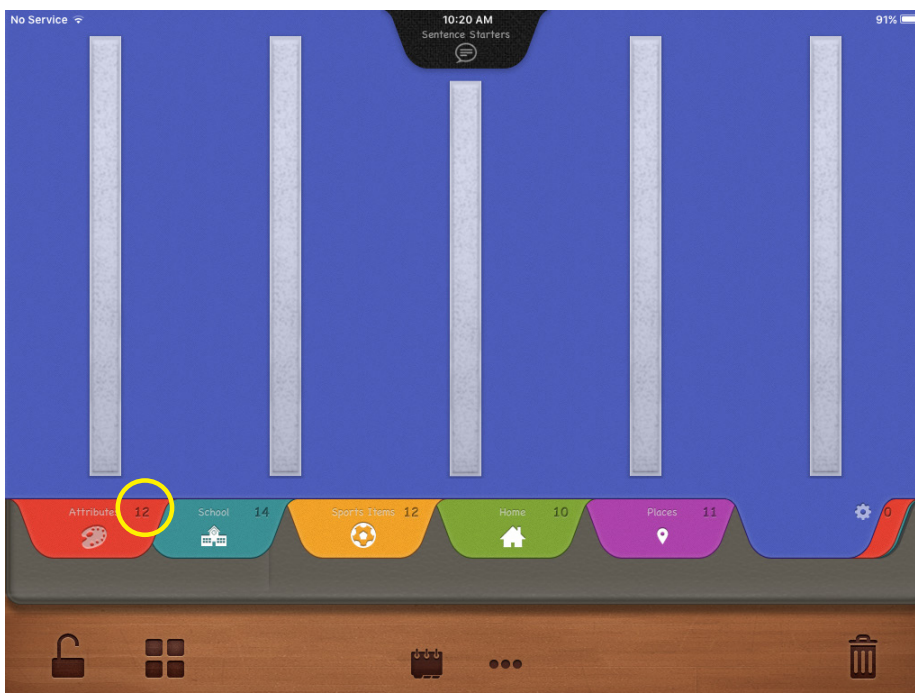 No Service
10:20 AM
91%
Sentence Starters
Attributes 12
School 14
Sports Items 12
Home 10
Places 11
0